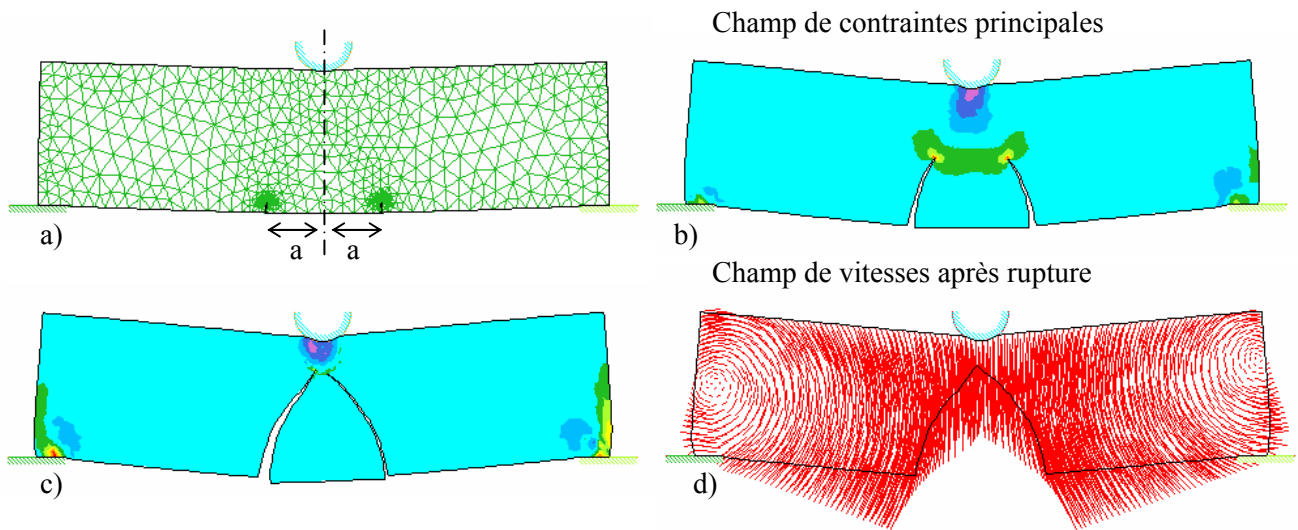 Champ de contraintes principales
a)
a a
b)
Champ de vitesses après rupture
c)
d)